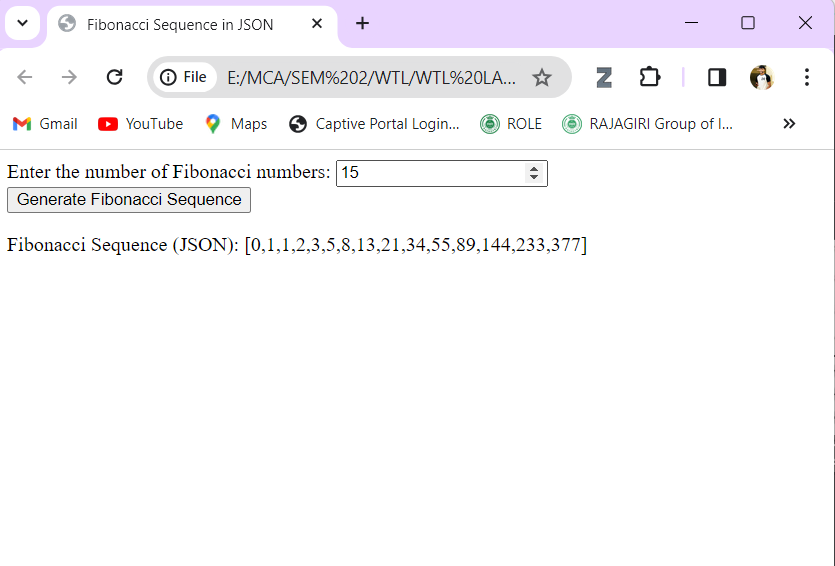 Fibonacci Sequence in JSON
File E:/MCA/SEM%202/WTL/WTL%20LA...
Gmail YouTube Maps Captive Portal Login... ROLE RAJAGIRI Group of I...
Enter the number of Fibonacci numbers: 15
Generate Fibonacci Sequence
Fibonacci Sequence (JSON): [0,1,1,2,3,5,8,13,21,34,55,89,144,233,377]